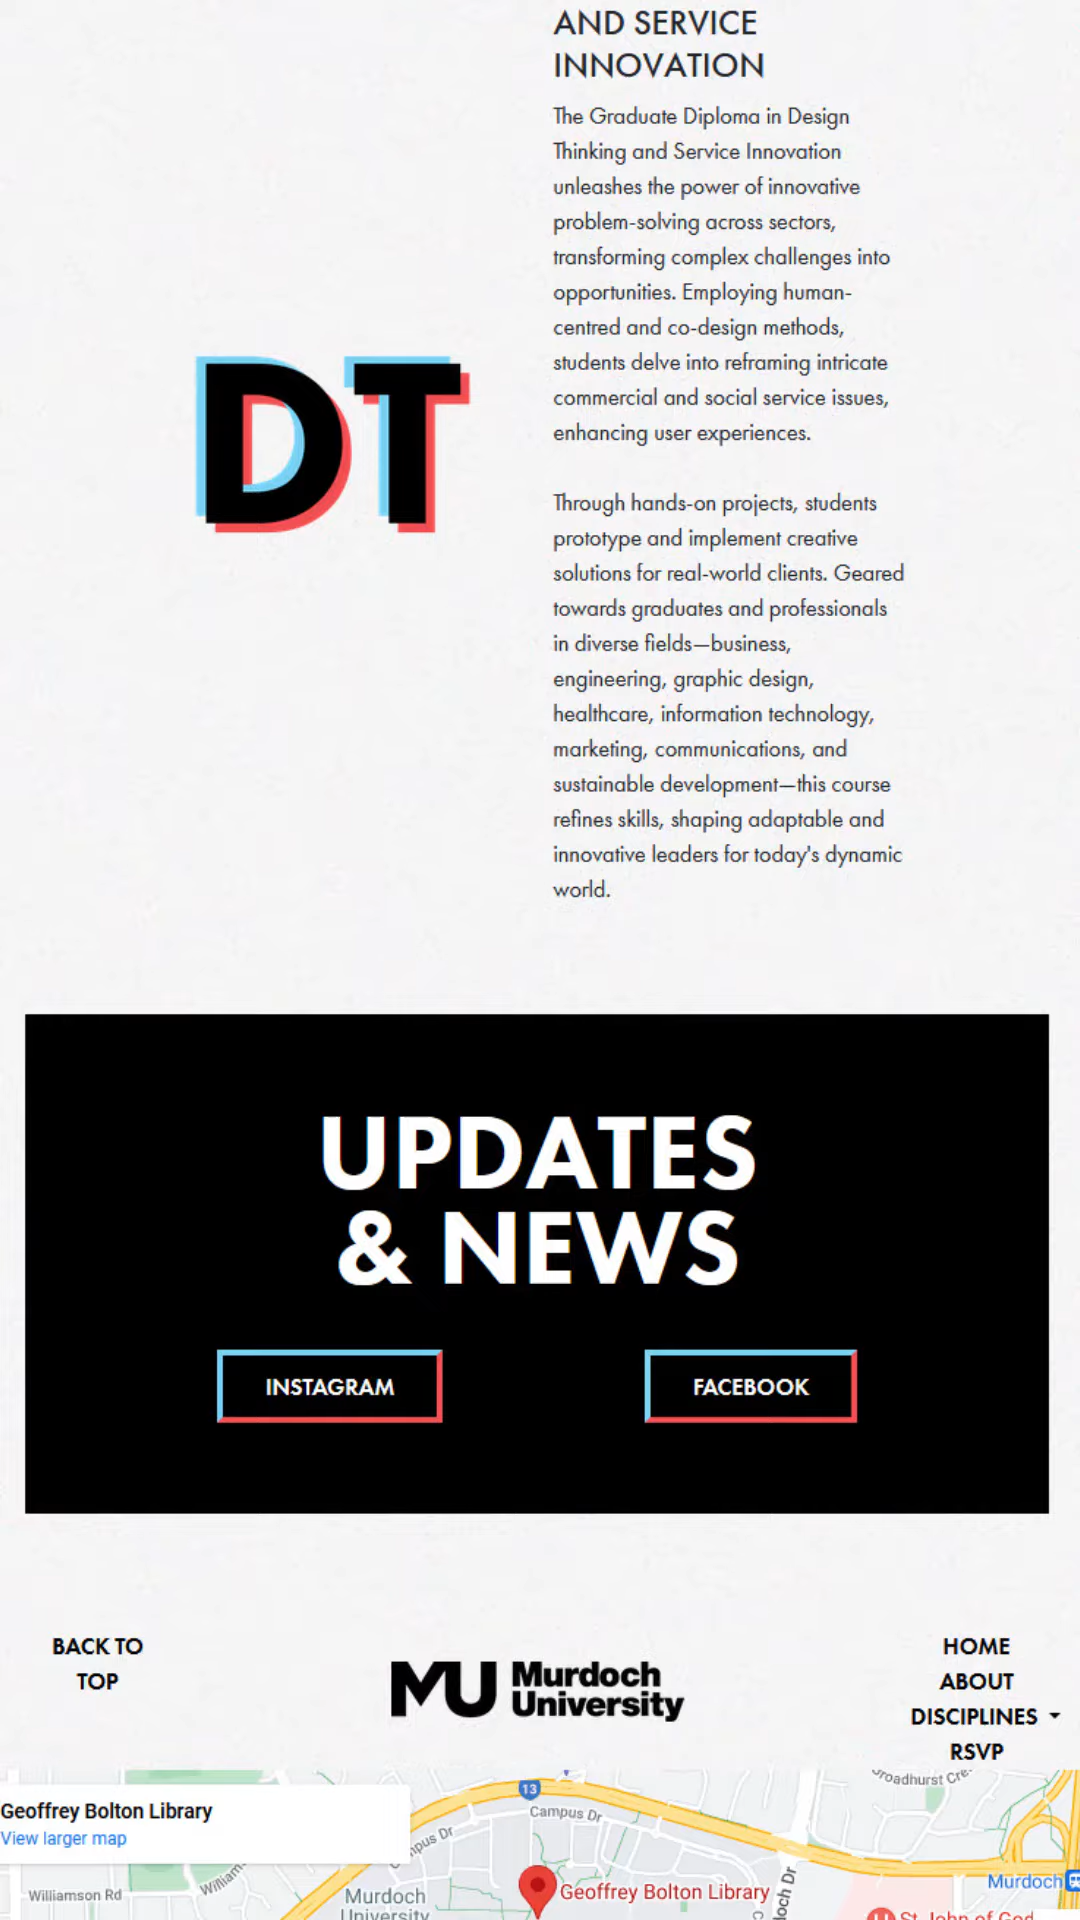 AND SERVICE
INNOVATION
The Graduate Diploma in Design
Thinking and Service Innovation
unleashes the power of innovative
problem-solving across sectors,
transforming complex challenges into
opportunities. Employing human-
centred and co-design methods,
students delve into reframing intricate
commercial and social service issues,
enhancing user experiences.
DT
Through hands-on projects, students
prototype and implement creative
solutions for real-world clients. Geared
towards graduates and professionals
in diverse fields—business,
engineering, graphic design,
healthcare, information technology,
marketing, communications, and
sustainable development—this course
refines skills, shaping adaptable and
innovative leaders for today's dynamic
world.
UPDATES
& NEWS
INSTAGRAM
FACEBOOK
BACK TO
TOP
MU Murdoch
University
HOME
ABOUT
DISCIPLINES
RSVP
Geoffrey Bolton Library
View larger map
13
Campus Dr
Williamson Rd
Murdoch
University
Geoffrey Bolton Library
Murdoch
St John of God